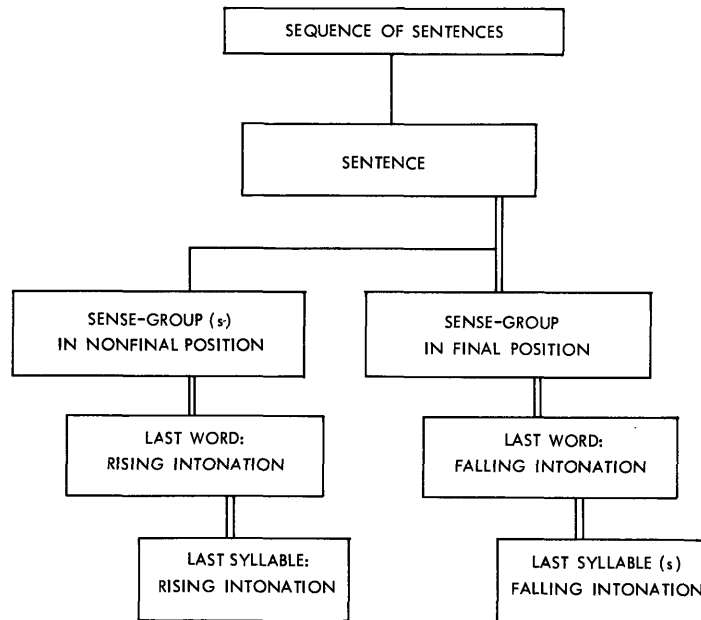 SEQUENCE OF SENTENCES
SENTENCE
SENSE-GROUP (s)
IN NONFINAL POSITION
SENSE-GROUP
IN FINAL POSITION
LAST WORD:
RISING INTONATION
LAST WORD:
FALLING INTONATION
LAST SYLLABLE:
RISING INTONATION
LAST SYLLABLE (s)
FALLING INTONATION